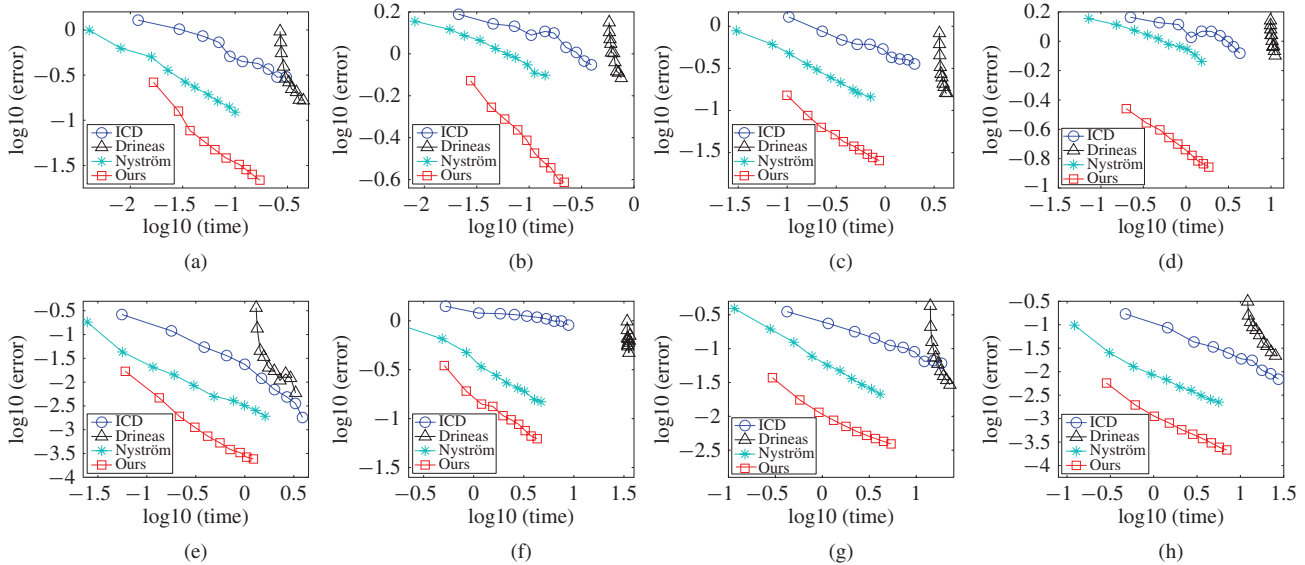 log10 (error)
0
−0.5
−1
−1.5
ICD
Drineas
Nyström
Ours
−2 −1.5 −1 −0.5
log10 (time)
(a)
log10 (error)
0.2
0
−0.2
−0.4
−0.6
ICD
Drineas
Nyström
Ours
−2 −1.5 −1 −0.5 0
log10 (time)
(b)
log10 (error)
0
−0.5
−1
−1.5
ICD
Drineas
Nyström
Ours
−1.5 −1 −0.5 0 0.5
log10 (time)
(c)
log10 (error)
0.2
0
−0.2
−0.4
−0.6
−0.8
−1
ICD
Drineas
Nyström
Ours
−1.5 −1 −0.5 0 0.5 1
log10 (time)
(d)
log10 (error)
−0.5
−1
−1.5
−2
−2.5
−3
−3.5
−4
ICD
Drineas
Nyström
Ours
−1.5 −1 −0.5 0 0.5
log10 (time)
(e)
log10 (error)
0
−0.5
−1
−1.5
ICD
Drineas
Nyström
Ours
−0.5 0 0.5 1 1.5
log10 (time)
(f)
log10 (error)
−0.5
−1
−1.5
−2
−2.5
ICD
Drineas
Nyström
Ours
−1 −0.5 0 0.5 1 1.5
log10 (time)
(g)
log10 (error)
−0.5
−1
−1.5
−2
−2.5
−3
−3.5
−4
ICD
Drineas
Nyström
Ours
−1 −0.5 0 0.5 1 1.5
log10 (time)
(h)